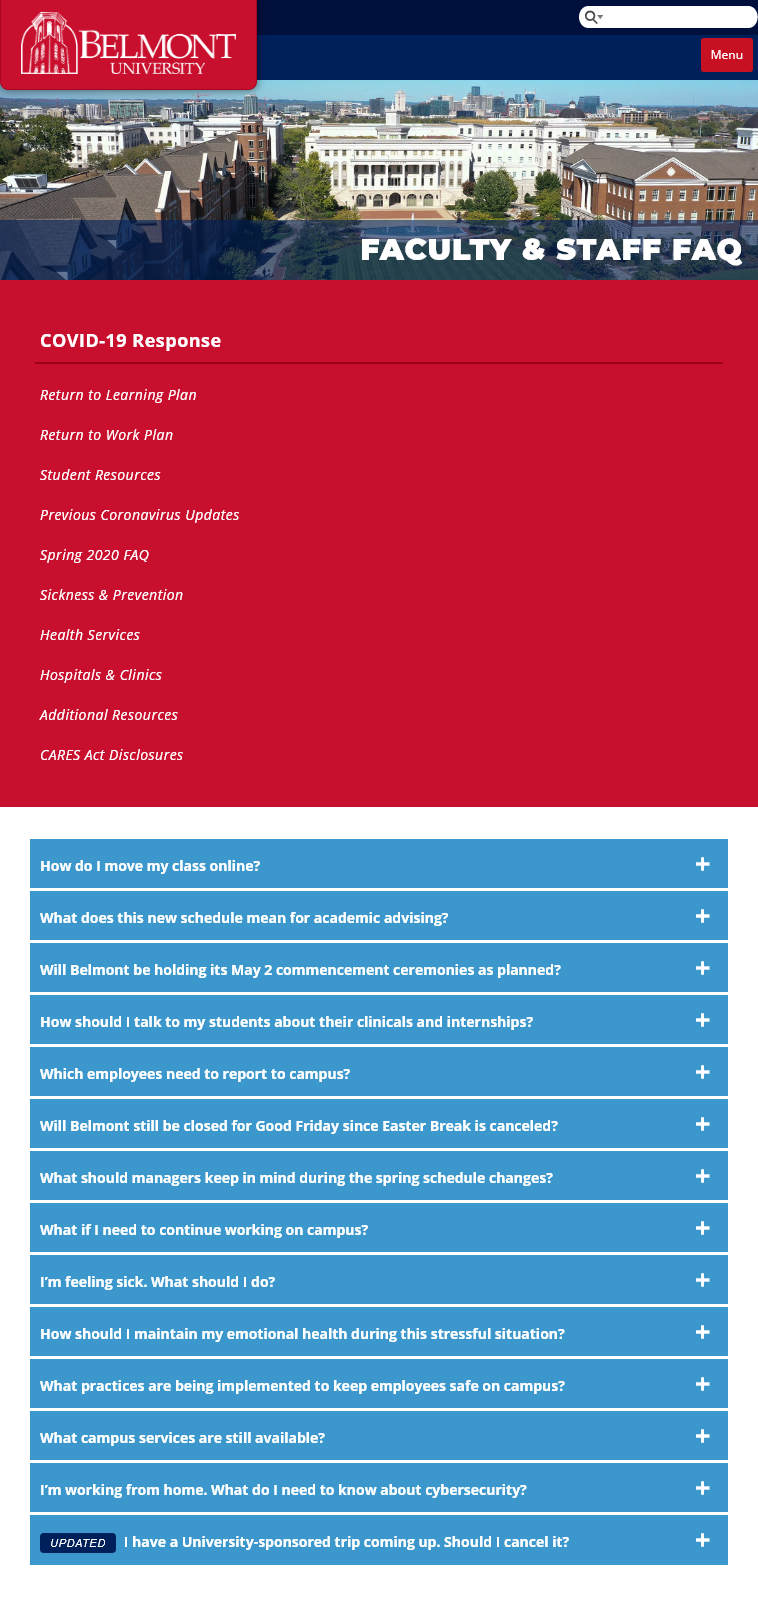 BELMONT
UNIVERSITY
Menu
FACULTY & STAFF FAQ
COVID-19 Response
Return to Learning Plan
Return to Work Plan
Student Resources
Previous Coronavirus Updates
Spring 2020 FAQ
Sickness & Prevention
Health Services
Hospitals & Clinics
Additional Resources
CARES Act Disclosures
How do I move my class online?
What does this new schedule mean for academic advising?
Will Belmont be holding its May 2 commencement ceremonies as planned?
How should I talk to my students about their clinicals and internships?
Which employees need to report to campus?
Will Belmont still be closed for Good Friday since Easter Break is canceled?
What should managers keep in mind during the spring schedule changes?
What if I need to continue working on campus?
I'm feeling sick. What should I do?
How should I maintain my emotional health during this stressful situation?
What practices are being implemented to keep employees safe on campus?
What campus services are still available?
I'm working from home. What do I need to know about cybersecurity?
UPDATED I have a University-sponsored trip coming up. Should I cancel it?